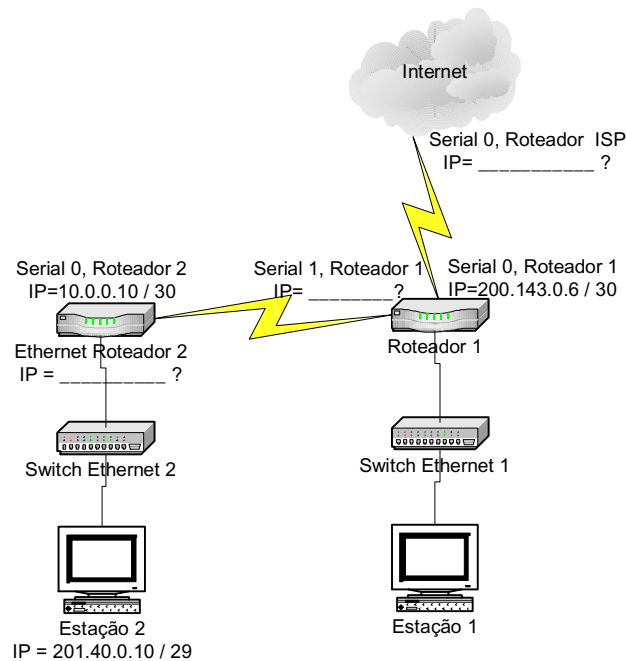 Internet
Serial 0, Roteador ISP
IP= ___________ ?
Serial 0, Roteador 2
IP=10.0.0.10 / 30
Serial 1, Roteador 1
IP= ________?
Serial 0, Roteador 1
IP=200.143.0.6 / 30
Ethernet Roteador 2
IP = __________ ?
Roteador 1
Switch Ethernet 2
Switch Ethernet 1
Estação 2
IP = 201.40.0.10 / 29
Estação 1